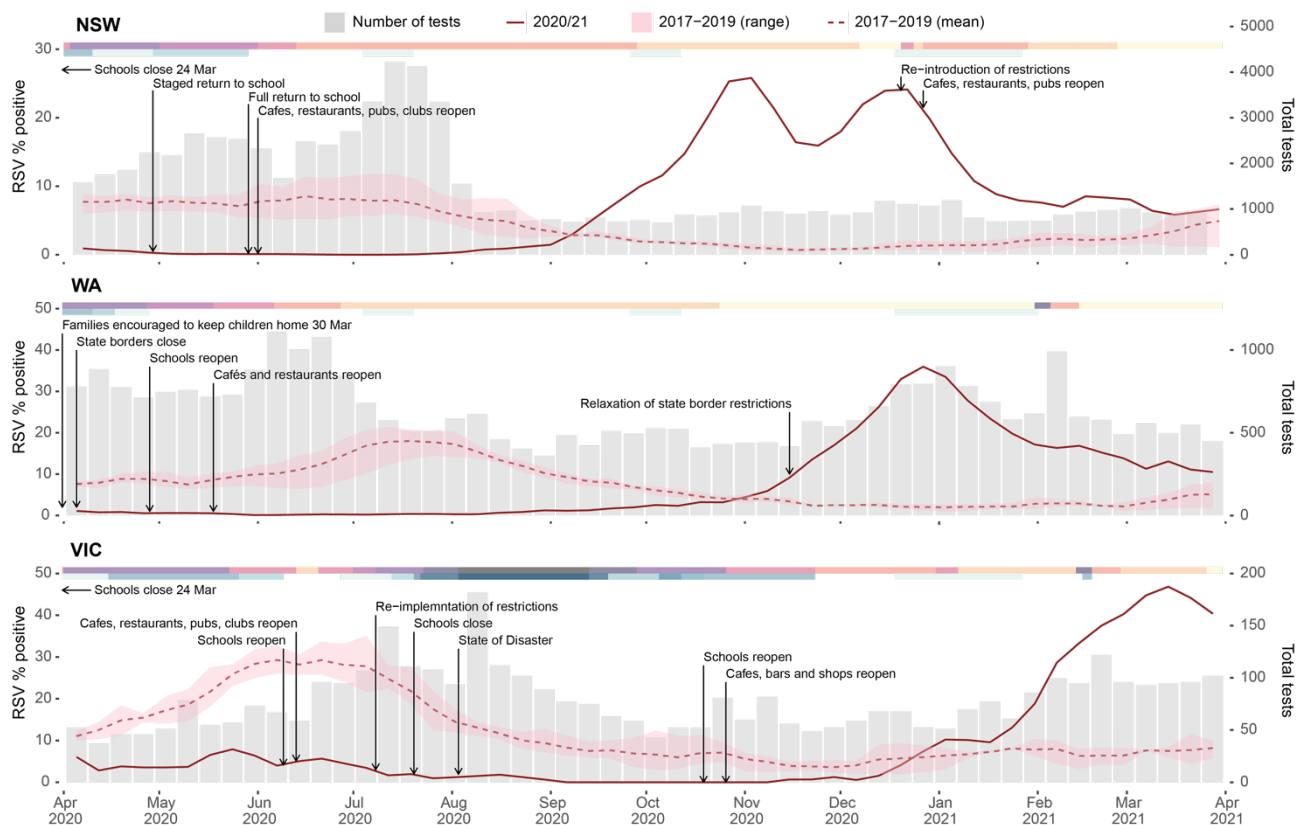 NSW
Number of tests
2020/21
2017−2019 (range)
2017−2019 (mean)
RSV % positive
30
20
10
0
Total tests
5000
4000
3000
2000
1000
0
Schools close 24 Mar
Staged return to school
Full return to school
Cafes, restaurants, pubs, clubs reopen
Re-introduction of restrictions
Cafes, restaurants, pubs reopen
WA
RSV % positive
50
40
30
20
10
0
Total tests
1000
500
0
Families encouraged to keep children home 30 Mar
State borders close
Schools reopen
Cafés and restaurants reopen
Relaxation of state border restrictions
VIC
RSV % positive
50
40
30
20
10
0
Total tests
200
150
100
50
0
Schools close 24 Mar
Cafes, restaurants, pubs, clubs reopen
Schools reopen
Re-implemntation of restrictions
Schools close
State of Disaster
Schools reopen
Cafes, bars and shops reopen
Apr
2020
May
2020
Jun
2020
Jul
2020
Aug
2020
Sep
2020
Oct
2020
Nov
2020
Dec
2020
Jan
2021
Feb
2021
Mar
2021
Apr
2021